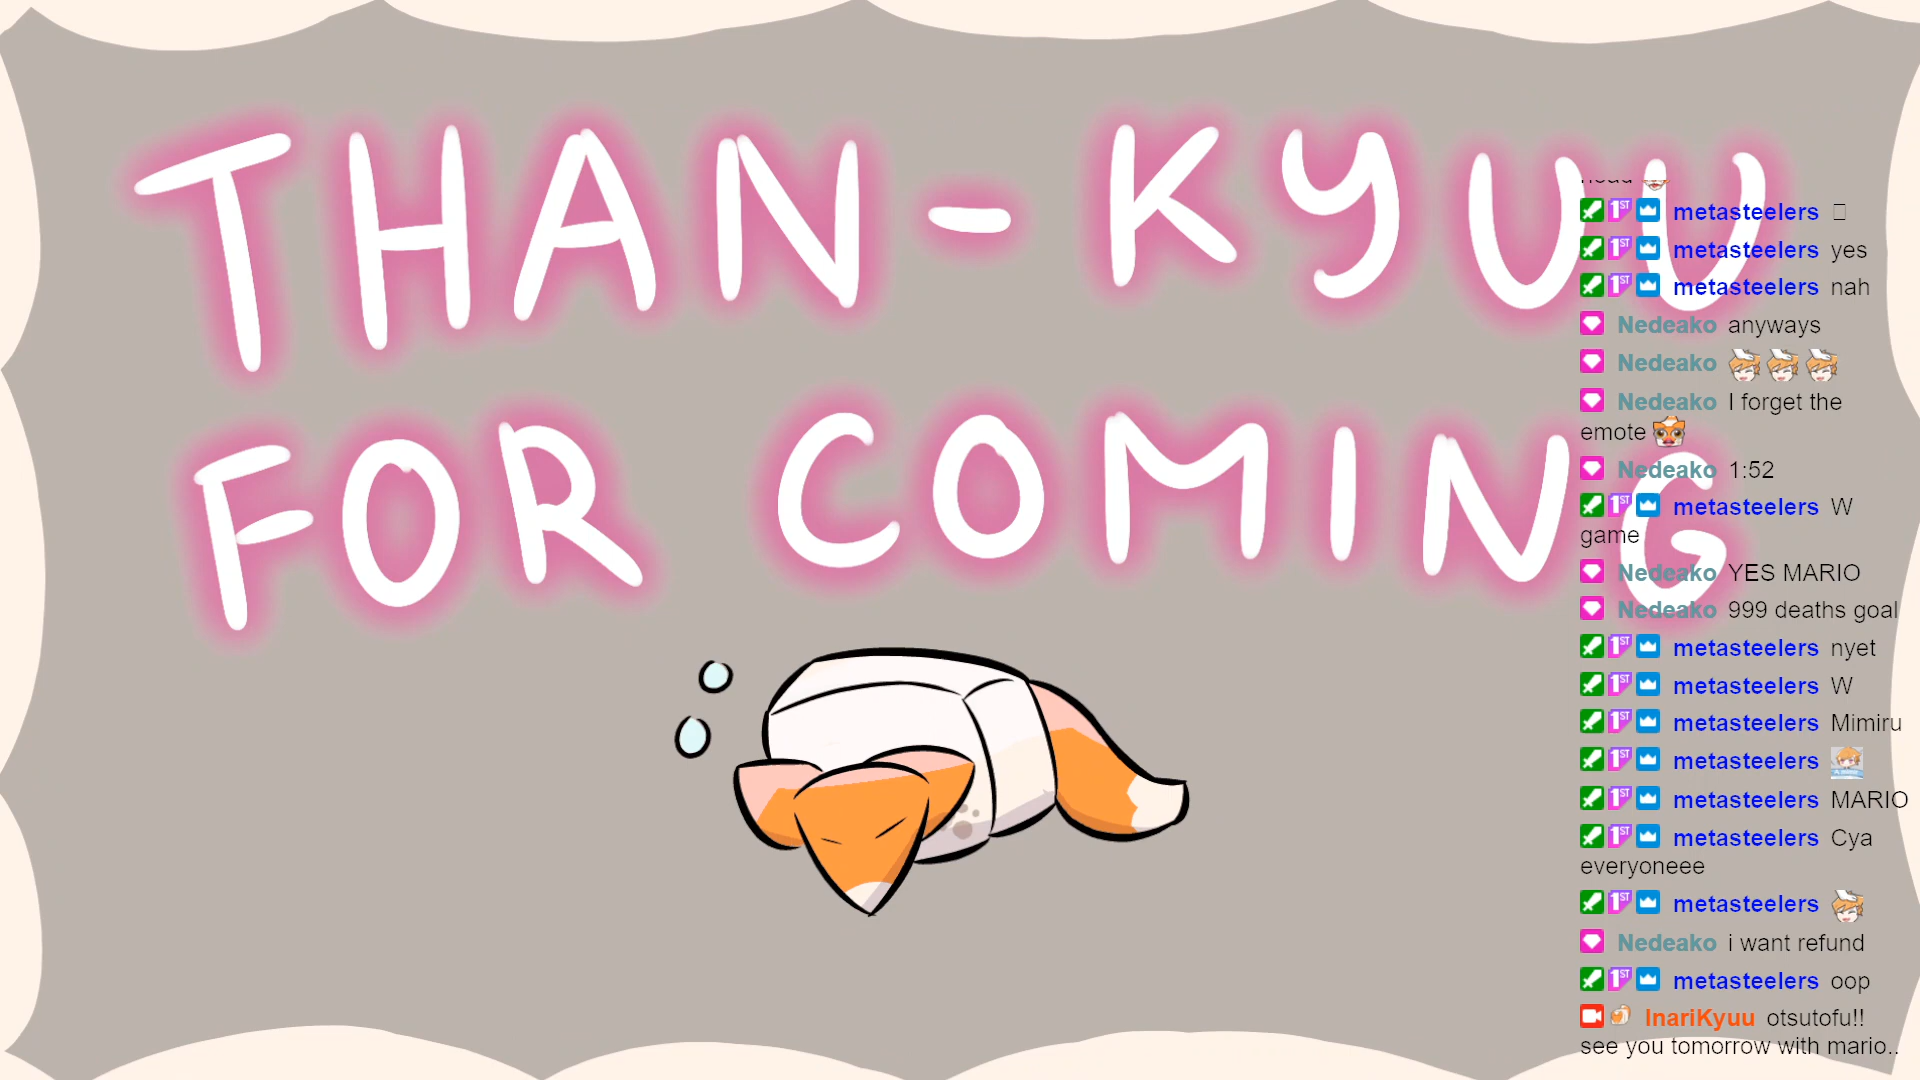 THAN-KYUU
FOR COMING
metasteelers
metasteelers yes
metasteelers nah
Nedeako anyways
Nedeako
Nedeako I forget the
emote
Nedeako 1:52
metasteelers W
game
Nedeako YES MARIO
Nedeako 999 deaths goal
metasteelers nyet
metasteelers W
metasteelers Mimiru
metasteelers
metasteelers MARIO
metasteelers Cya
everyoneee
metasteelers
Nedeako i want refund
metasteelers oop
InariKyuu otsutofu!!
see you tomorrow with mario..